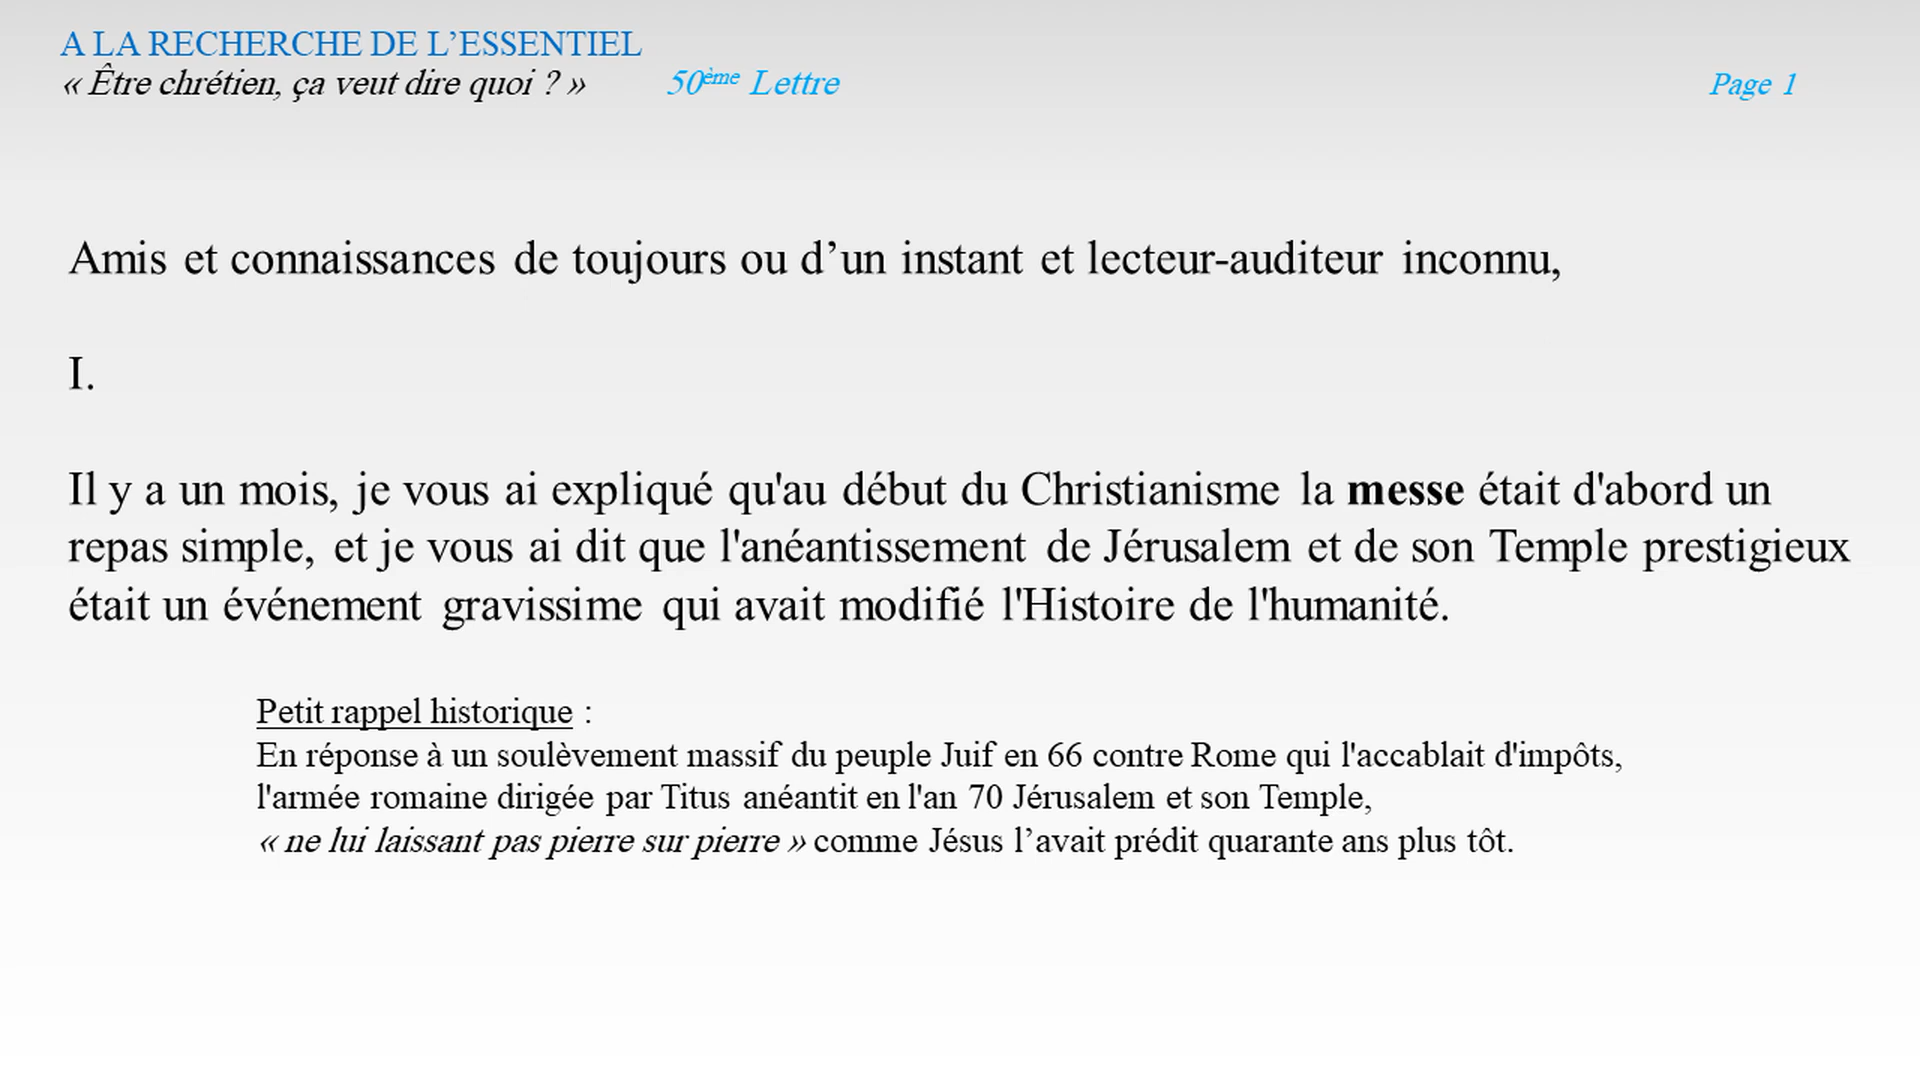 A LA RECHERCHE DE L’ESSENTIEL
« Être chrétien, ça veut dire quoi ? » 50ème Lettre Page 1
Amis et connaissances de toujours ou d’un instant et lecteur-auditeur inconnu,
I.
Il y a un mois, je vous ai expliqué qu'au début du Christianisme la messe était d'abord un
repas simple, et je vous ai dit que l'anéantissement de Jérusalem et de son Temple prestigieux
était un événement gravissime qui avait modifié l'Histoire de l'humanité.
Petit rappel historique :
En réponse à un soulèvement massif du peuple Juif en 66 contre Rome qui l'accablait d'impôts,
l'armée romaine dirigée par Titus anéantit en l'an 70 Jérusalem et son Temple,
« ne lui laissant pas pierre sur pierre » comme Jésus l’avait prédit quarante ans plus tôt.